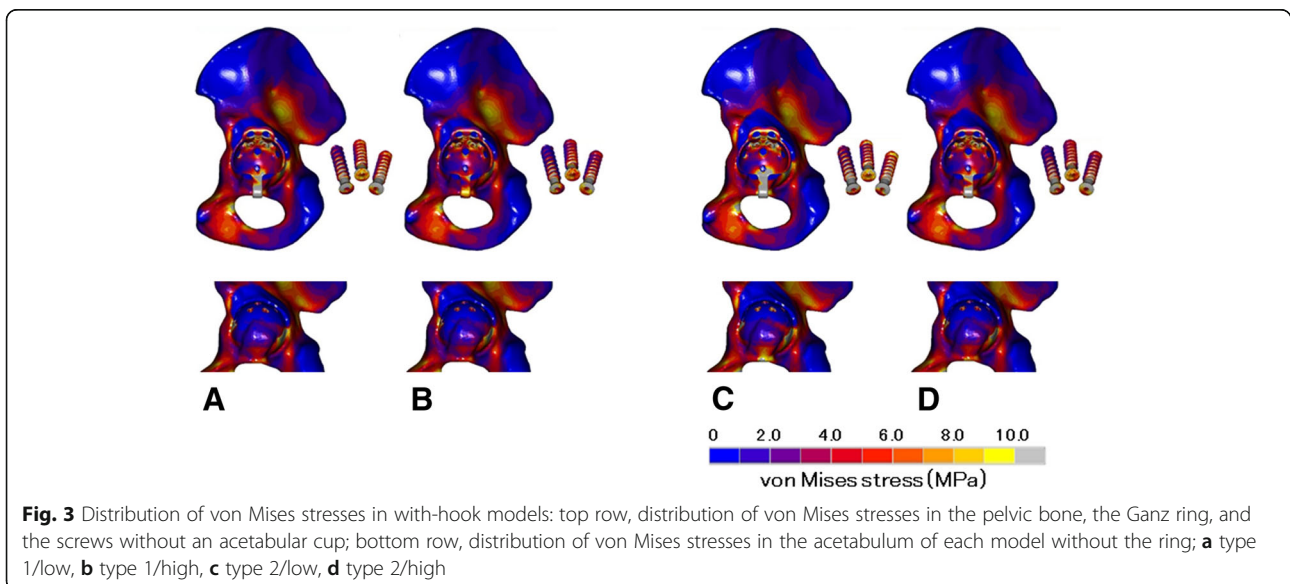 A B C D
0 2.0 4.0 6.0 8.0 10.0
von Mises stress(MPa)
Fig. 3 Distribution of von Mises stresses in with-hook models: top row, distribution of von Mises stresses in the pelvic bone, the Ganz ring, and
the screws without an acetabular cup; bottom row, distribution of von Mises stresses in the acetabulum of each model without the ring; a type
1/low, b type 1/high, c type 2/low, d type 2/high